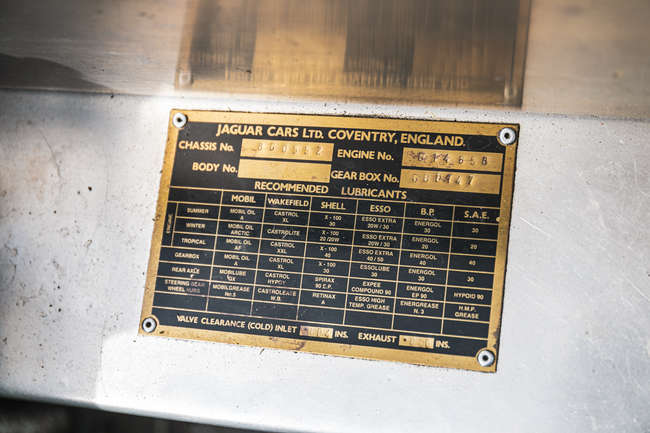 JAGUAR CARS LTD. COVENTRY, ENGLAND.
CHASSIS No. ENGINE No.
BODY No. GEAR BOX No.
RECOMMENDED LUBRICANTS
MOBIL WAKEFIELD SHELL ESSO B.P. S.A.E.
ENGINE
SUMMER MOBIL OIL A CASTROL XL X - 100 30 ESSO EXTRA 20W / 30 ENERGOL 30 30
WINTER MOBIL OIL ARCTIC CASTROLITE X - 100 20 /20W ESSO EXTRA 20W / 30 ENERGOL 20 20
TROPICAL MOBIL OIL AF CASTROL XXL X - 100 40 ESSO EXTRA 40 / 50 ENERGOL 40 40
GEARBOX MOBIL OIL A CASTROL XL X - 100 30 ESSOLUBE 30 ENERGOL 30 30
REAR AXLE MOBILUBE GX CASTROL HYPOY SPIRAX 90 E.P. EXPEE COMPOUND 90 ENERGOL EP 90 HYPOID 90
STEERING GEAR WHEEL HUBS MOBILGREASE Nr.5 CASTROLEASE W.B. RETINAX A ESSO HIGH TEMP. GREASE ENERGREASE N. 3 H.M.P. GREASE
VALVE CLEARANCE (COLD) INLET INS. EXHAUST INS.